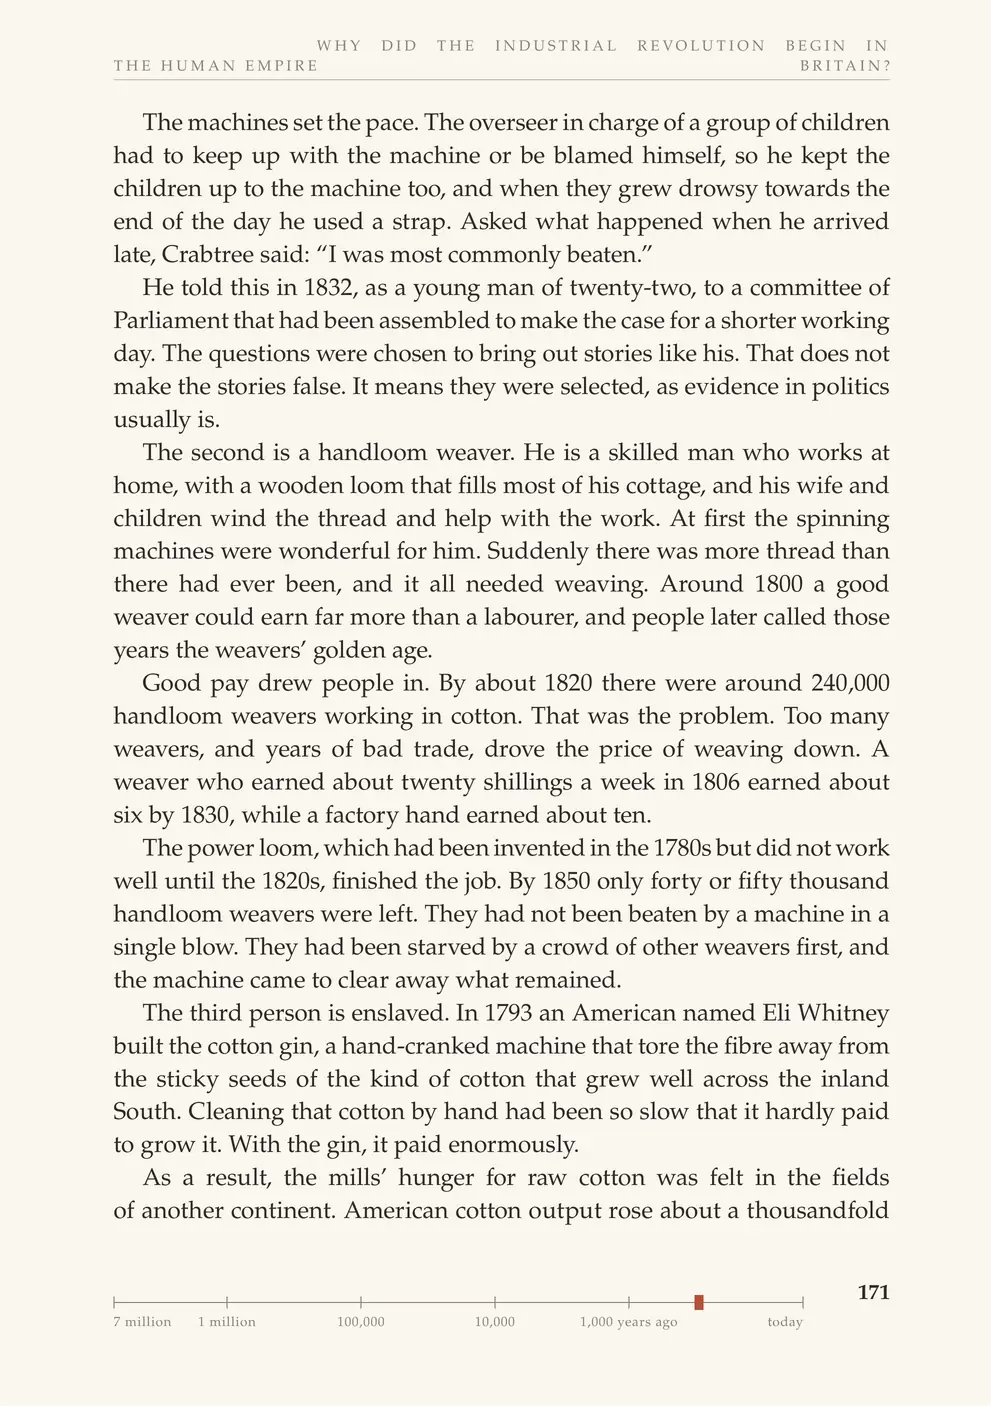 WHY DID THE INDUSTRIAL REVOLUTION BEGIN IN
THE HUMAN EMPIRE BRITAIN?
The machines set the pace. The overseer in charge of a group of children
had to keep up with the machine or be blamed himself, so he kept the
children up to the machine too, and when they grew drowsy towards the
end of the day he used a strap. Asked what happened when he arrived
late, Crabtree said: “I was most commonly beaten.”
He told this in 1832, as a young man of twenty-two, to a committee of
Parliament that had been assembled to make the case for a shorter working
day. The questions were chosen to bring out stories like his. That does not
make the stories false. It means they were selected, as evidence in politics
usually is.
The second is a handloom weaver. He is a skilled man who works at
home, with a wooden loom that fills most of his cottage, and his wife and
children wind the thread and help with the work. At first the spinning
machines were wonderful for him. Suddenly there was more thread than
there had ever been, and it all needed weaving. Around 1800 a good
weaver could earn far more than a labourer, and people later called those
years the weavers’ golden age.
Good pay drew people in. By about 1820 there were around 240,000
handloom weavers working in cotton. That was the problem. Too many
weavers, and years of bad trade, drove the price of weaving down. A
weaver who earned about twenty shillings a week in 1806 earned about
six by 1830, while a factory hand earned about ten.
The power loom, which had been invented in the 1780s but did not work
well until the 1820s, finished the job. By 1850 only forty or fifty thousand
handloom weavers were left. They had not been beaten by a machine in a
single blow. They had been starved by a crowd of other weavers first, and
the machine came to clear away what remained.
The third person is enslaved. In 1793 an American named Eli Whitney
built the cotton gin, a hand-cranked machine that tore the fibre away from
the sticky seeds of the kind of cotton that grew well across the inland
South. Cleaning that cotton by hand had been so slow that it hardly paid
to grow it. With the gin, it paid enormously.
As a result, the mills’ hunger for raw cotton was felt in the fields
of another continent. American cotton output rose about a thousandfold
171
7 million 1 million 100,000 10,000 1,000 years ago today